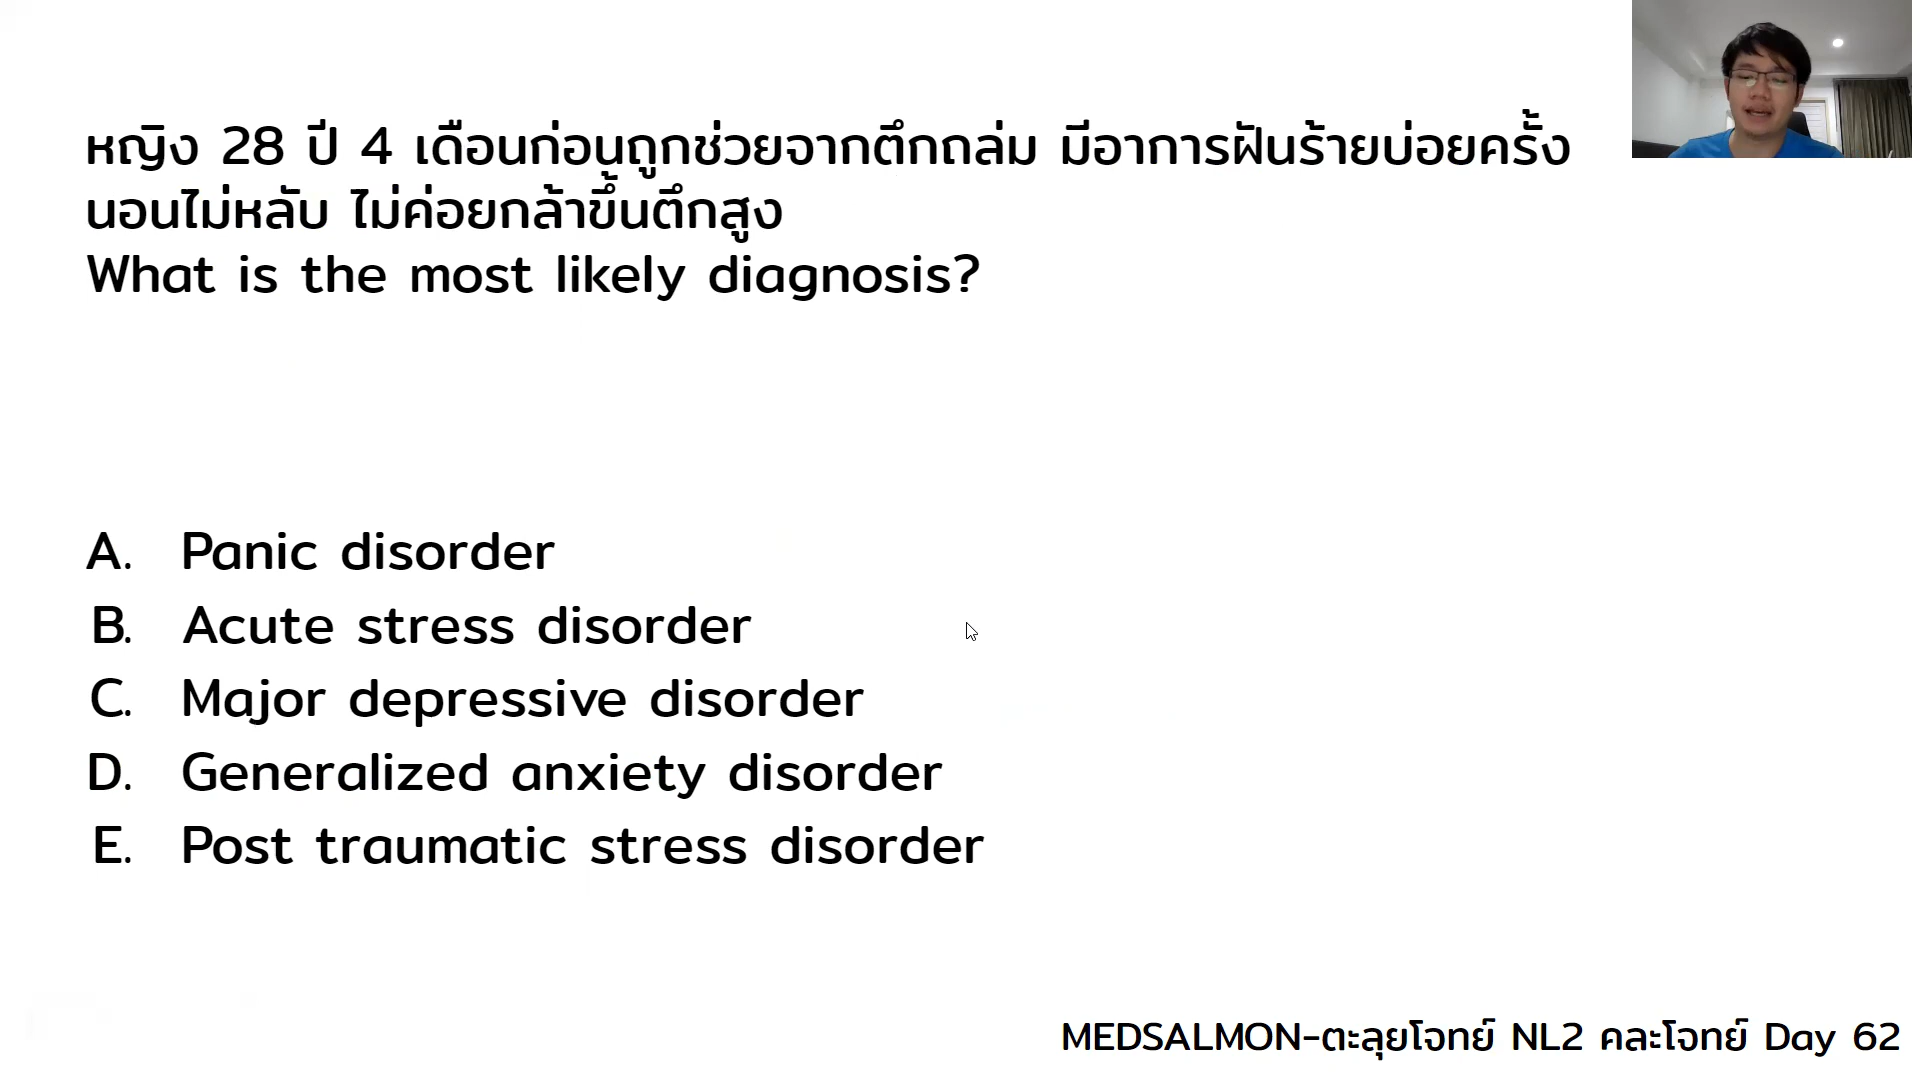 หญิง 28 ปี 4 เดือนก่อนถูกช่วยจากตึกถล่ม มีอาการฝันร้ายบ่อยครั้ง
นอนไม่หลับ ไม่ค่อยกล้าขึ้นตึกสูง
What is the most likely diagnosis?
A. Panic disorder
B. Acute stress disorder
C. Major depressive disorder
D. Generalized anxiety disorder
E. Post traumatic stress disorder
MEDSALMON-ตะลุยโจทย์ NL2 คละโจทย์ Day 62